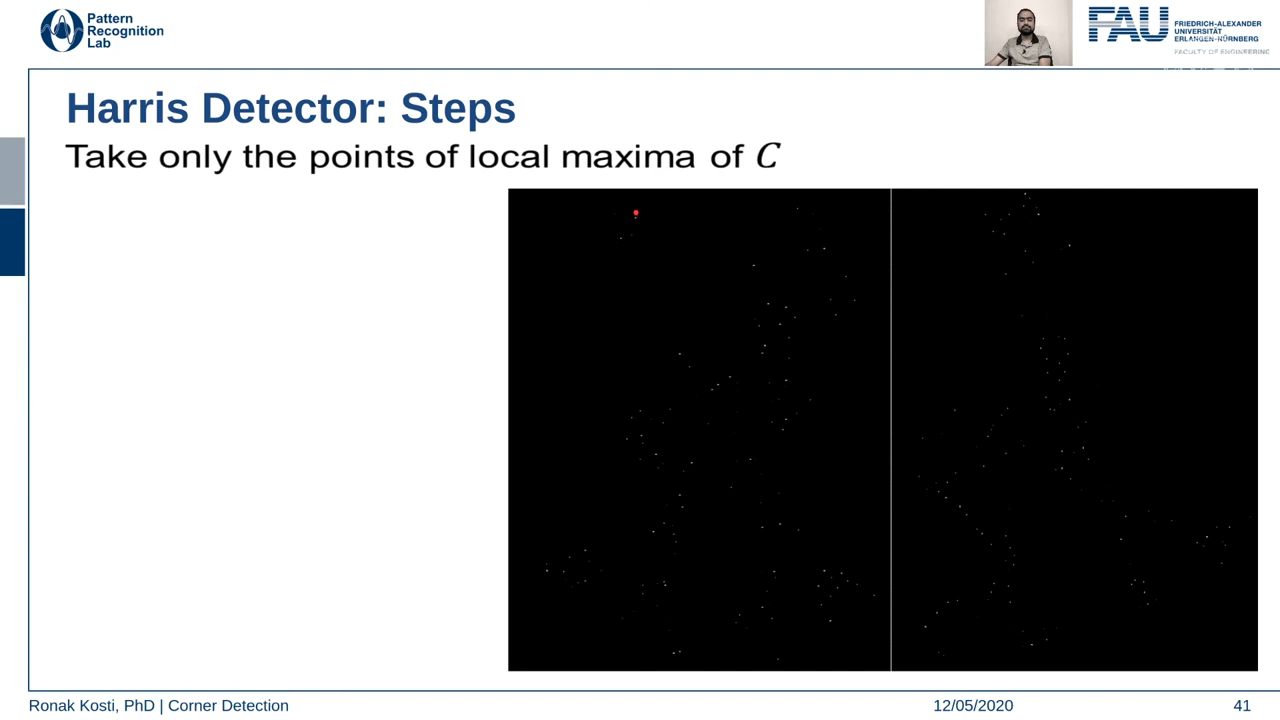 Pattern
Recognition
Lab
FAU
FRIEDRICH-ALEXANDER
UNIVERSITÄT
ERLANGEN-NÜRNBERG
FACULTY OF ENGINEERING
Harris Detector: Steps
Take only the points of local maxima of C
Ronak Kosti, PhD | Corner Detection
12/05/2020
41